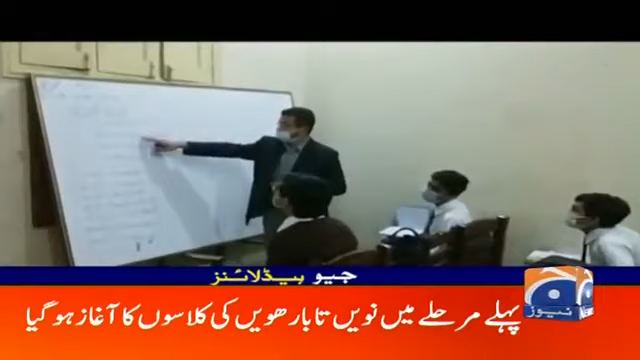 جیو ہیڈلائنز
پہلے مرحلے میں نویں تا بارھویں کی کلاسوں کا آغاز ہوگیا
جیو نیوز